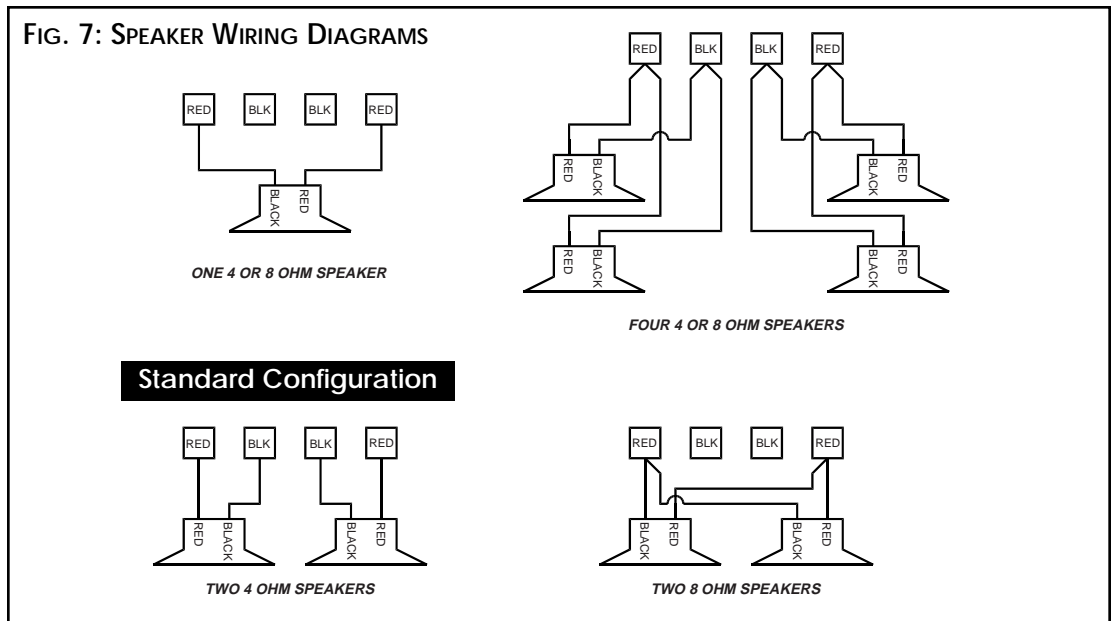 FIG. 7: SPEAKER WIRING DIAGRAMS
RED BLK BLK RED
BLACK RED
ONE 4 OR 8 OHM SPEAKER
RED BLK BLK RED
RED BLACK BLACK RED
RED BLACK BLACK RED
FOUR 4 OR 8 OHM SPEAKERS
Standard Configuration
RED BLK BLK RED
RED BLACK BLACK RED
TWO 4 OHM SPEAKERS
RED BLK BLK RED
BLACK RED BLACK RED
TWO 8 OHM SPEAKERS